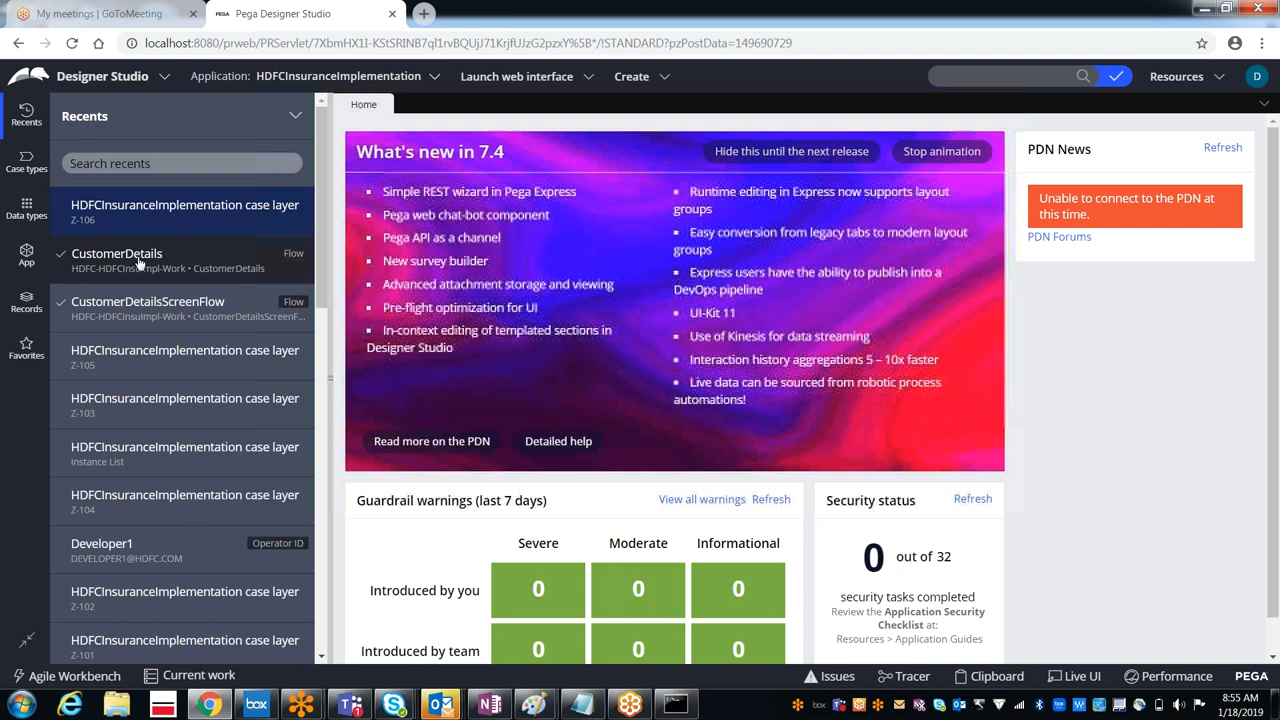 My meetings | GoToMeeting
PEGA Pega Designer Studio
localhost:8080/prweb/PRServlet/7XbmHX1I-KStSRINB7ql1rvBQUjJ71KrjfUJzG2pzxY%5B*/!STANDARD?pzPostData=149690729
Designer Studio
Application: HDFCInsuranceImplementation
Launch web interface
Create
Resources
D
Recents
Case types
Data types
App
Records
Favorites
Recents
Search recents
HDFCInsuranceImplementation case layer
Z-106
CustomerDetails Flow
HDFC-HDFCInsuImpl-Work • CustomerDetails
CustomerDetailsScreenFlow Flow
HDFC-HDFCInsuImpl-Work • CustomerDetailsScreenF...
HDFCInsuranceImplementation case layer
Z-105
HDFCInsuranceImplementation case layer
Z-103
HDFCInsuranceImplementation case layer
Instance List
HDFCInsuranceImplementation case layer
Z-104
Developer1 Operator ID
DEVELOPER1@HDFC.COM
HDFCInsuranceImplementation case layer
Z-102
HDFCInsuranceImplementation case layer
Z-101
Home
What's new in 7.4
Hide this until the next release
Stop animation
Simple REST wizard in Pega Express
Pega web chat-bot component
Pega API as a channel
New survey builder
Advanced attachment storage and viewing
Pre-flight optimization for UI
In-context editing of templated sections in
Designer Studio
Runtime editing in Express now supports layout
groups
Easy conversion from legacy tabs to modern layout
groups
Express users have the ability to publish into a
DevOps pipeline
UI-Kit 11
Use of Kinesis for data streaming
Interaction history aggregations 5 – 10x faster
Live data can be sourced from robotic process
automations!
Read more on the PDN
Detailed help
PDN News
Refresh
Unable to connect to the PDN at
this time.
PDN Forums
Guardrail warnings (last 7 days)
View all warnings Refresh
Severe Moderate Informational
Introduced by you 0 0 0
Introduced by team 0 0 0
Security status
Refresh
0 out of 32
security tasks completed
Review the Application Security
Checklist at:
Resources > Application Guides
Agile Workbench
Current work
Issues
Tracer
Clipboard
Live UI
Performance
PEGA
box
box
8:55 AM
1/18/2019